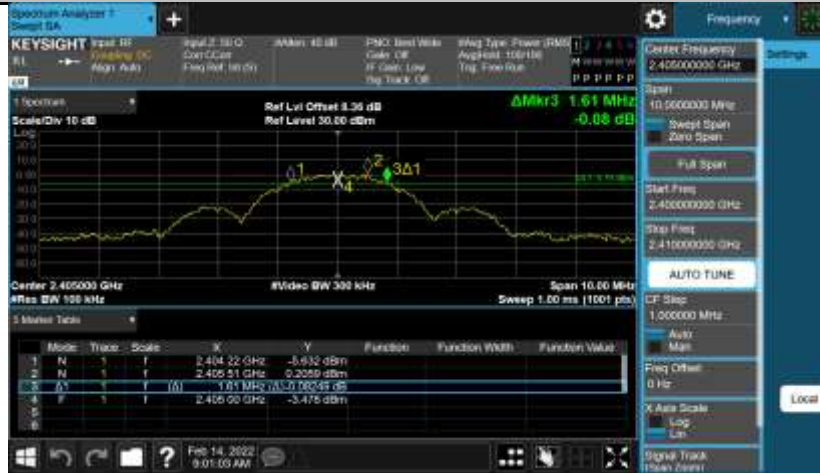 Spectrum Analyzer 1
Swept SA
+
Frequency
KEYSIGHT
Input: RF
Coupling: DC
Align: Auto
Input Z: 50 Ω
Corr CCorr
Freq Ref: Int (S)
#Atten: 40 dB
PNO: Best Wide
Gate: Off
IF Gain: Low
Sig Track: Off
#Avg Type: Power (RMS)
Avg|Hold: 100/100
Trig: Free Run
P P P P P P
1 Spectrum
Scale/Div 10 dB
Log
Ref Lvl Offset 8.36 dB
Ref Level 30.00 dBm
ΔMkr3 1.61 MHz
-0.08 dB
1
2
3Δ1
4
Center 2.405000 GHz
#Res BW 100 kHz
#Video BW 300 kHz
Span 10.00 MHz
Sweep 1.00 ms (1001 pts)
5 Marker Table
Mode Trace Scale X Y Function Function Width Function Value
1 N 1 f 2.404 22 GHz -5.632 dBm
2 N 1 f 2.405 51 GHz 0.2059 dBm
3 Δ1 1 f (Δ) 1.61 MHz (Δ) -0.08249 dB
4 F 1 f 2.405 00 GHz -3.475 dBm
5
6
Feb 14, 2022
9:01:03 AM
Center Frequency
2.405000000 GHz
Settings
Span
10.0000000 MHz
Swept Span
Zero Span
Full Span
Start Freq
2.400000000 GHz
Stop Freq
2.410000000 GHz
AUTO TUNE
CF Step
1.000000 MHz
Auto
Man
Freq Offset
0 Hz
Local
X Axis Scale
Log
Lin
Signal Track
(Span Zoom)